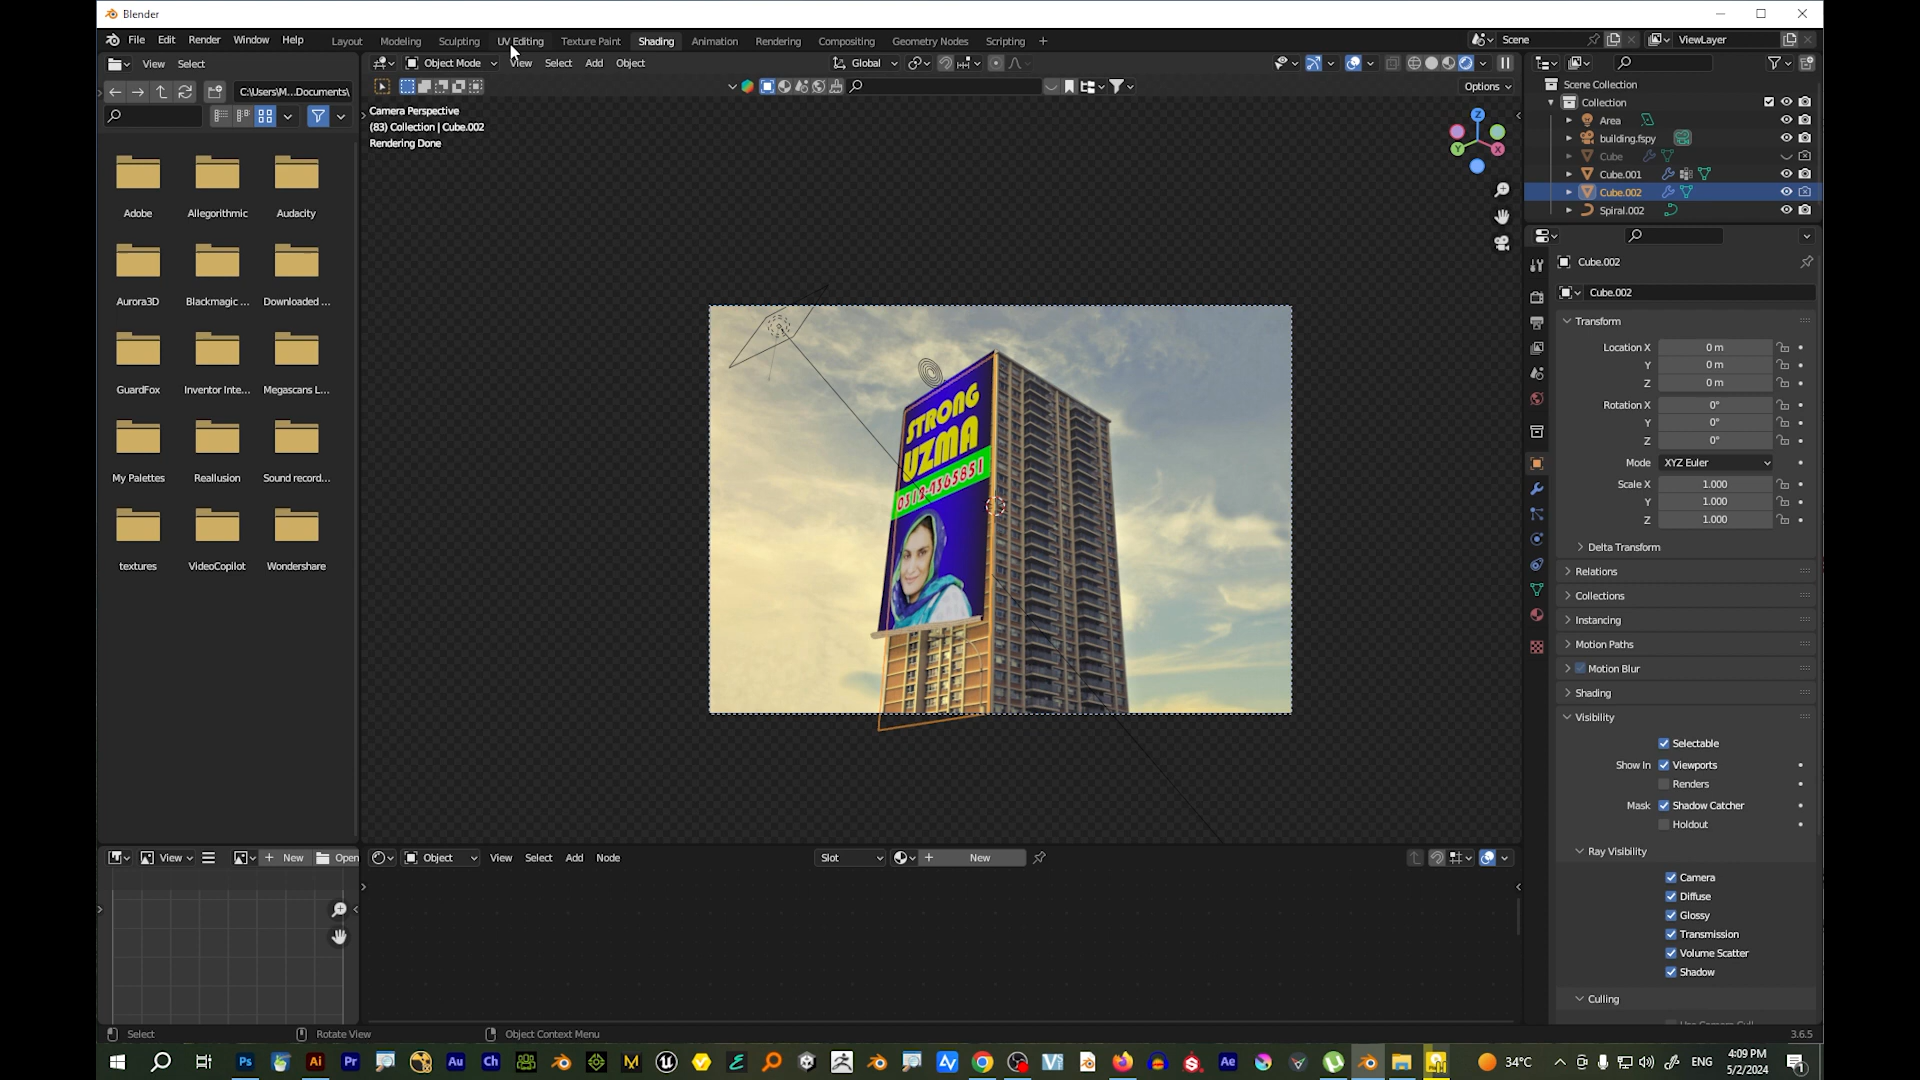 Blender
File Edit Render Window Help
Layout Modeling Sculpting UV Editing Texture Paint Shading Animation Rendering Compositing Geometry Nodes Scripting
Scene
ViewLayer
View Select
Object Mode View Select Add Object
Global
C:\Users\M...Documents\
Options
Camera Perspective
(83) Collection | Cube.002
Rendering Done
Adobe
Allegorithmic
Audacity
Aurora3D
Blackmagic ...
Downloaded ...
GuardFox
Inventor Inte...
Megascans L...
My Palettes
Reallusion
Sound record...
textures
VideoCopilot
Wondershare
Z
X
Y
STRONG
UZMA
0312-4365851
Scene Collection
Collection
Area
building.fspy
Cube
Cube.001
Cube.002
Spiral.002
Cube.002
Cube.002
Transform
Location X 0 m
Y 0 m
Z 0 m
Rotation X 0°
Y 0°
Z 0°
Mode XYZ Euler
Scale X 1.000
Y 1.000
Z 1.000
Delta Transform
Relations
Collections
Instancing
Motion Paths
Motion Blur
Shading
Visibility
Selectable
Show In Viewports
Renders
Mask Shadow Catcher
Holdout
Ray Visibility
Camera
Diffuse
Glossy
Transmission
Volume Scatter
Shadow
Culling
View New Open
Object View Select Add Node
Slot
New
Select
Rotate View
Object Context Menu
3.6.5
Ps Ai Pr Au Ch Ae
34°C
ENG
4:09 PM
5/2/2024